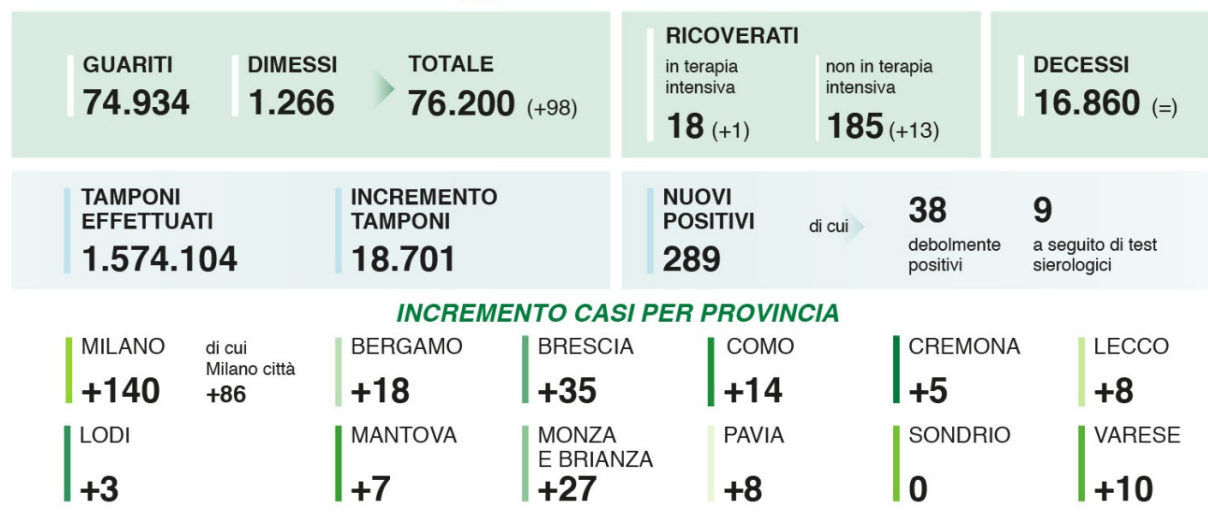 GUARITI
74.934
DIMESSI
1.266
TOTALE
76.200 (+98)
RICOVERATI
in terapia
intensiva
18 (+1)
non in terapia
intensiva
185 (+13)
DECESSI
16.860 (=)
TAMPONI
EFFETTUATI
1.574.104
INCREMENTO
TAMPONI
18.701
NUOVI
POSITIVI
289
di cui
38
debolmente
positivi
9
a seguito di test
sierologici
INCREMENTO CASI PER PROVINCIA
MILANO
+140
di cui
Milano città
+86
BERGAMO
+18
BRESCIA
+35
COMO
+14
CREMONA
+5
LECCO
+8
LODI
+3
MANTOVA
+7
MONZA
E BRIANZA
+27
PAVIA
+8
SONDRIO
0
VARESE
+10